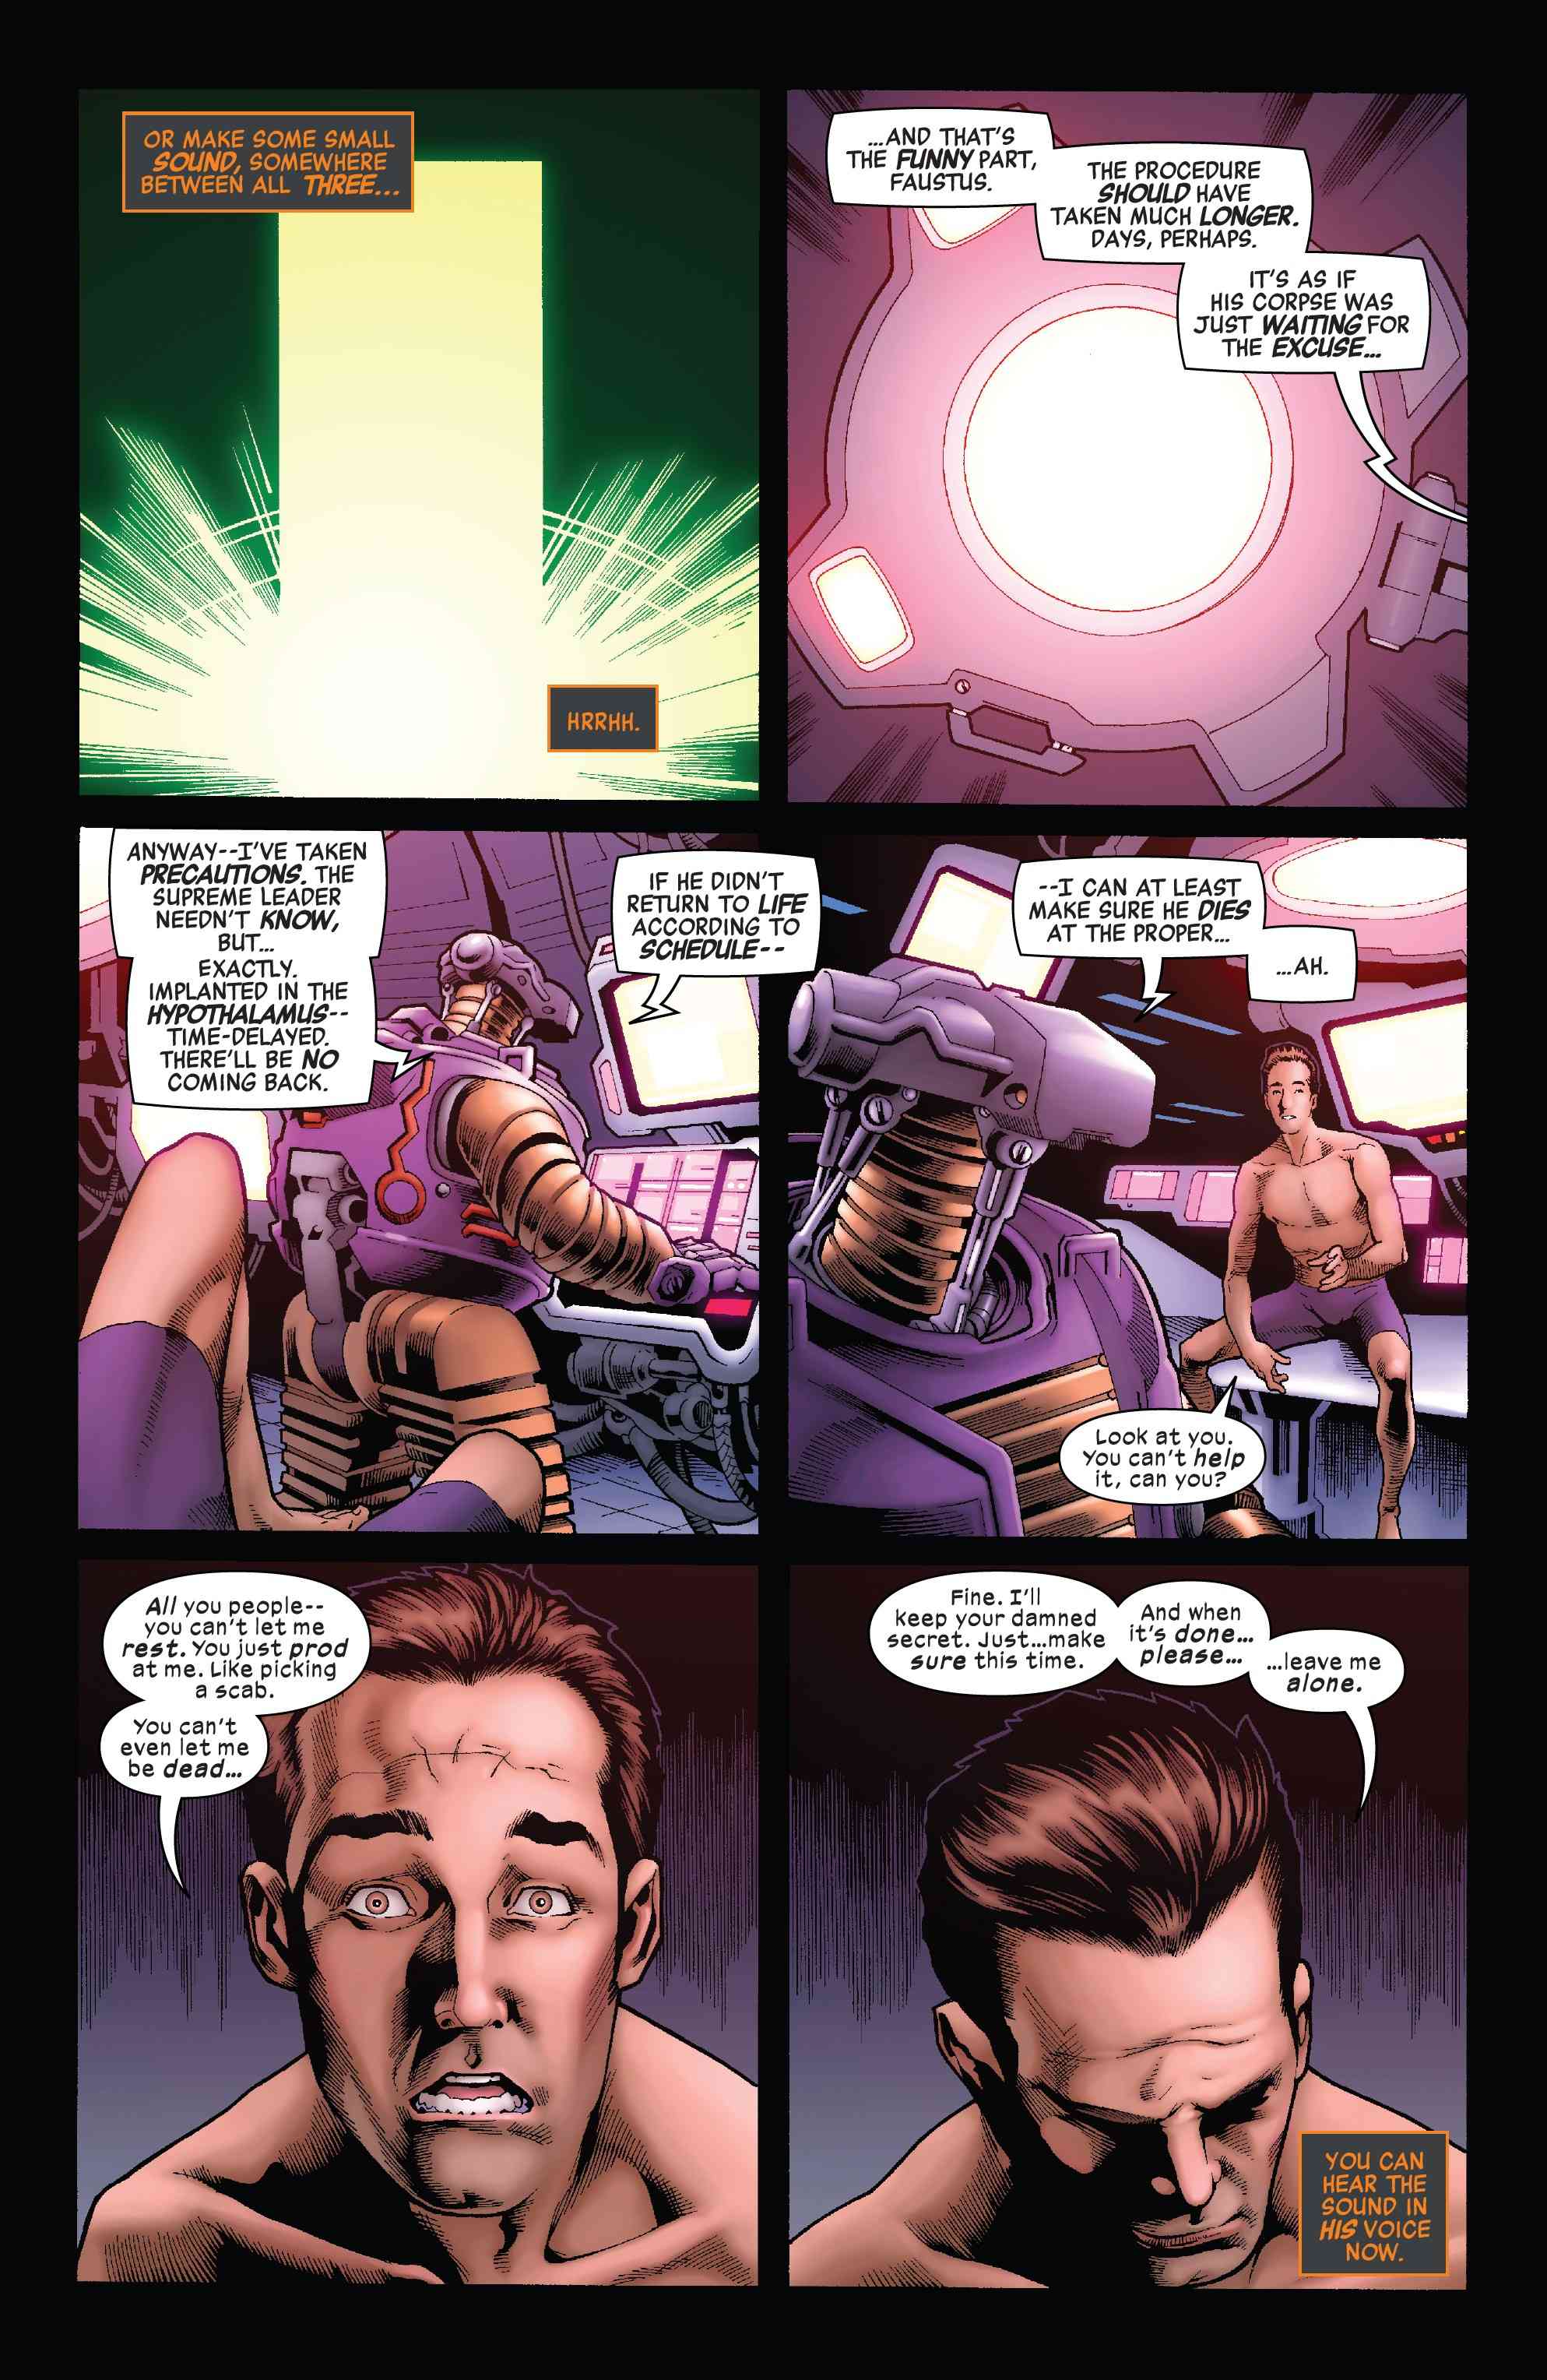 OR MAKE SOME SMALL
SOUND, SOMEWHERE
BETWEEN ALL THREE...
HRRHH.
...AND THAT'S
THE FUNNY PART,
FAUSTUS.
THE PROCEDURE
SHOULD HAVE
TAKEN MUCH LONGER.
DAYS, PERHAPS.
IT'S AS IF
HIS CORPSE WAS
JUST WAITING FOR
THE EXCUSE...
ANYWAY--I'VE TAKEN
PRECAUTIONS. THE
SUPREME LEADER
NEEDN'T KNOW,
BUT...
EXACTLY.
IMPLANTED IN THE
HYPOTHALAMUS--
TIME-DELAYED.
THERE'LL BE NO
COMING BACK.
IF HE DIDN'T
RETURN TO LIFE
ACCORDING TO
SCHEDULE--
--I CAN AT LEAST
MAKE SURE HE DIES
AT THE PROPER...
...AH.
Look at you.
You can't help
it, can you?
All you people--
you can't let me
rest. You just prod
at me. Like picking
a scab.
You can't
even let me
be dead...
Fine. I'll
keep your damned
secret. Just...make
sure this time.
And when
it's done...
please...
...leave me
alone.
YOU CAN
HEAR THE
SOUND IN
HIS VOICE
NOW.